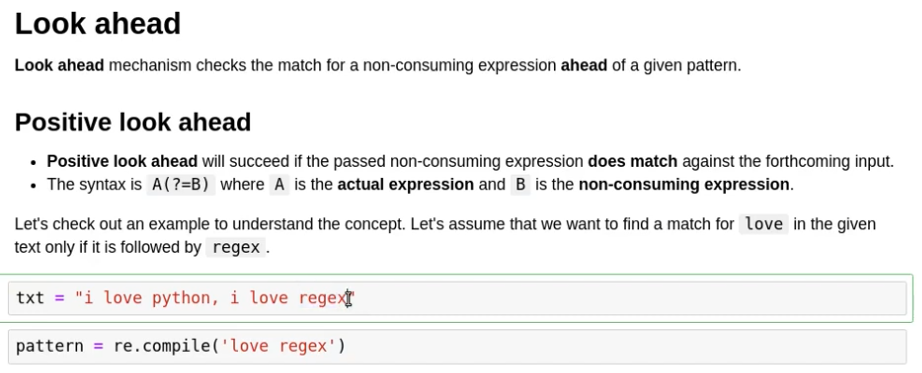 Look ahead
Look ahead mechanism checks the match for a non-consuming expression ahead of a given pattern.
Positive look ahead
• Positive look ahead will succeed if the passed non-consuming expression does match against the forthcoming input.
• The syntax is A(?=B) where A is the actual expression and B is the non-consuming expression.
Let's check out an example to understand the concept. Let's assume that we want to find a match for love in the given
text only if it is followed by regex .
txt = "i love python, i love regex"
pattern = re.compile('love regex')